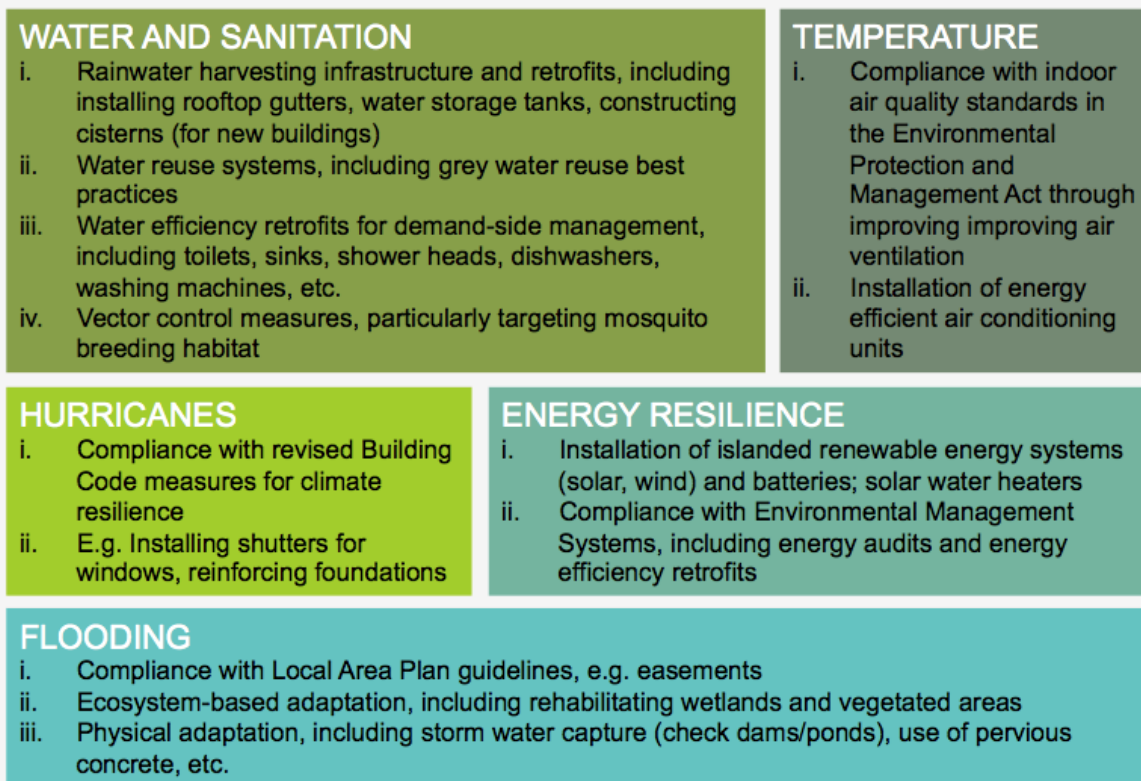 WATER AND SANITATION
i. Rainwater harvesting infrastructure and retrofits, including
installing rooftop gutters, water storage tanks, constructing
cisterns (for new buildings)
ii. Water reuse systems, including grey water reuse best
practices
iii. Water efficiency retrofits for demand-side management,
including toilets, sinks, shower heads, dishwashers,
washing machines, etc.
iv. Vector control measures, particularly targeting mosquito
breeding habitat
TEMPERATURE
i. Compliance with indoor
air quality standards in
the Environmental
Protection and
Management Act through
improving improving air
ventilation
ii. Installation of energy
efficient air conditioning
units
HURRICANES
i. Compliance with revised Building
Code measures for climate
resilience
ii. E.g. Installing shutters for
windows, reinforcing foundations
ENERGY RESILIENCE
i. Installation of islanded renewable energy systems
(solar, wind) and batteries; solar water heaters
ii. Compliance with Environmental Management
Systems, including energy audits and energy
efficiency retrofits
FLOODING
i. Compliance with Local Area Plan guidelines, e.g. easements
ii. Ecosystem-based adaptation, including rehabilitating wetlands and vegetated areas
iii. Physical adaptation, including storm water capture (check dams/ponds), use of pervious
concrete, etc.